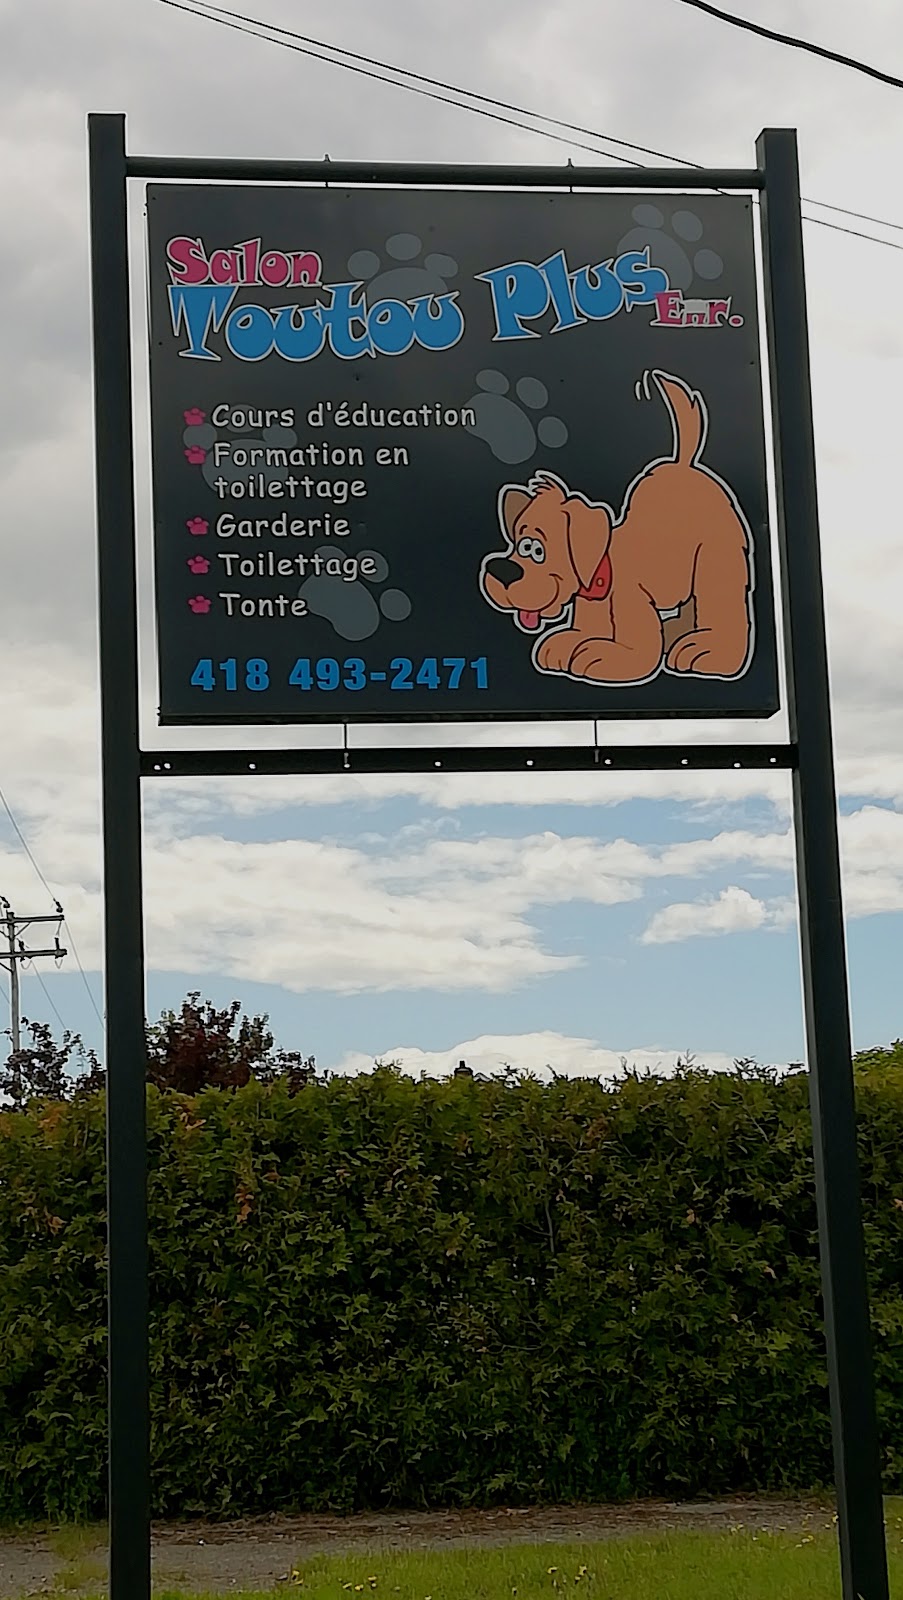 Salon
Toutou Plus Enr.
Cours d'éducation
Formation en
toilettage
Garderie
Toilettage
Tonte
418 493-2471